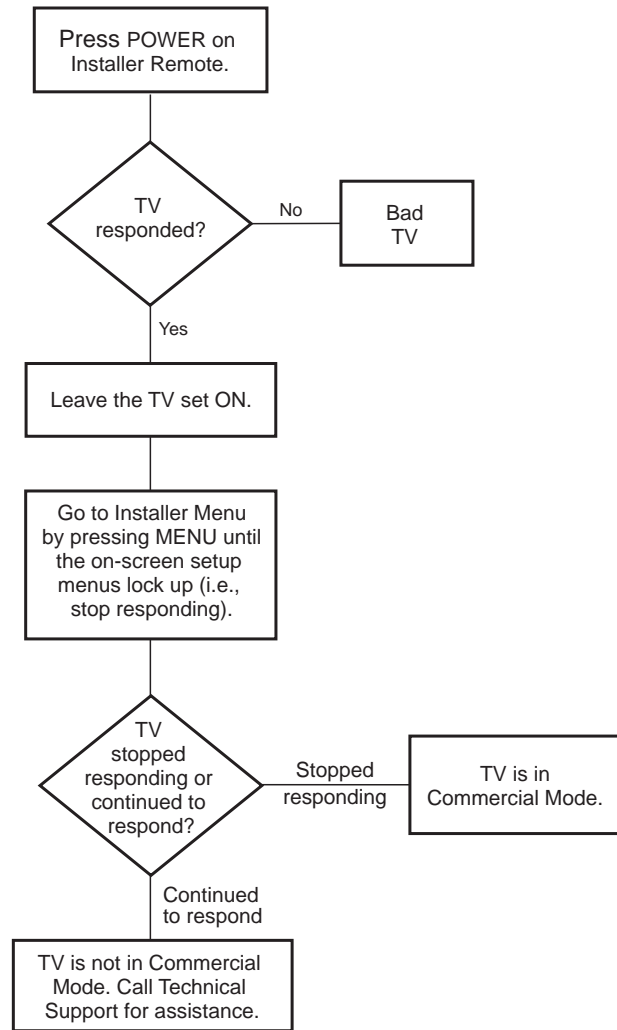 Press POWER on
Installer Remote.
TV
responded?
No
Bad
TV
Yes
Leave the TV set ON.
Go to Installer Menu
by pressing MENU until
the on-screen setup
menus lock up (i.e.,
stop responding).
TV
stopped
responding or
continued to
respond?
Stopped
responding
TV is in
Commercial Mode.
Continued
to respond
TV is not in Commercial
Mode. Call Technical
Support for assistance.